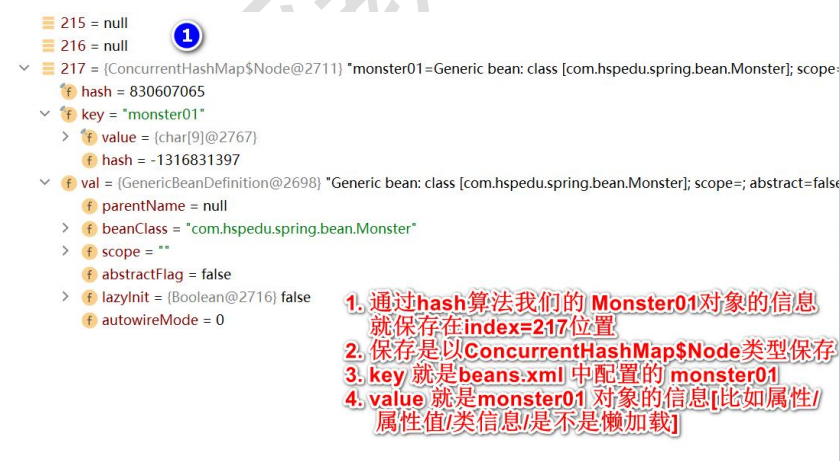 215 = null
216 = null
1
217 = {ConcurrentHashMap$Node@2711} "monster01=Generic bean: class [com.hspedu.spring.bean.Monster]; scope=
f hash = 830607065
f key = "monster01"
f value = {char[9]@2767}
f hash = -1316831397
f val = {GenericBeanDefinition@2698} "Generic bean: class [com.hspedu.spring.bean.Monster]; scope=; abstract=false
f parentName = null
f beanClass = "com.hspedu.spring.bean.Monster"
f scope = ""
f abstractFlag = false
f lazyInit = {Boolean@2716} false
f autowireMode = 0
1. 通过hash算法我们的 Monster01对象的信息
就保存在index=217位置
2. 保存是以ConcurrentHashMap$Node类型保存
3. key 就是beans.xml 中配置的 monster01
4. value 就是monster01 对象的信息[比如属性/
属性值/类信息/是不是懒加载]